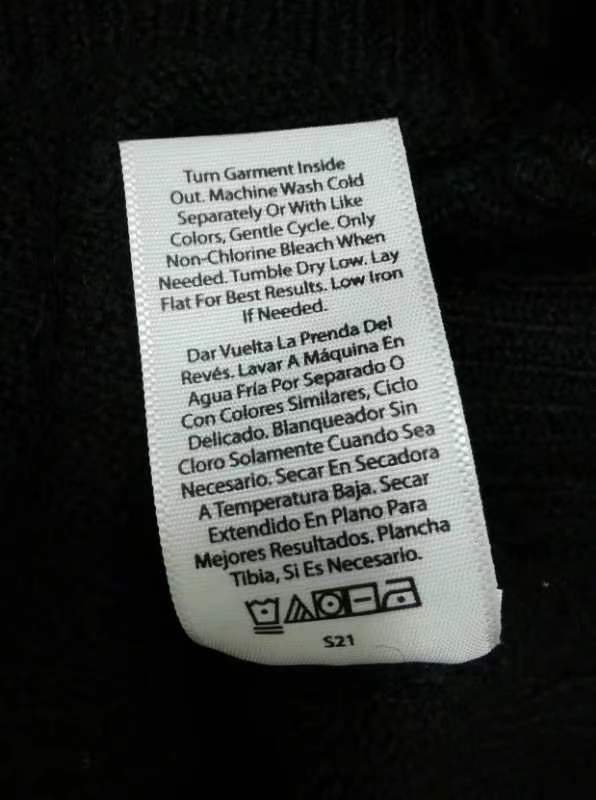 Turn Garment Inside
Out. Machine Wash Cold
Separately Or With Like
Colors, Gentle Cycle. Only
Non-Chlorine Bleach When
Needed. Tumble Dry Low. Lay
Flat For Best Results. Low Iron
If Needed.
Dar Vuelta La Prenda Del
Revés. Lavar A Máquina En
Agua Fría Por Separado O
Con Colores Similares, Ciclo
Delicado. Blanqueador Sin
Cloro Solamente Cuando Sea
Necesario. Secar En Secadora
A Temperatura Baja. Secar
Extendido En Plano Para
Mejores Resultados. Plancha
Tibia, Si Es Necesario.
S21